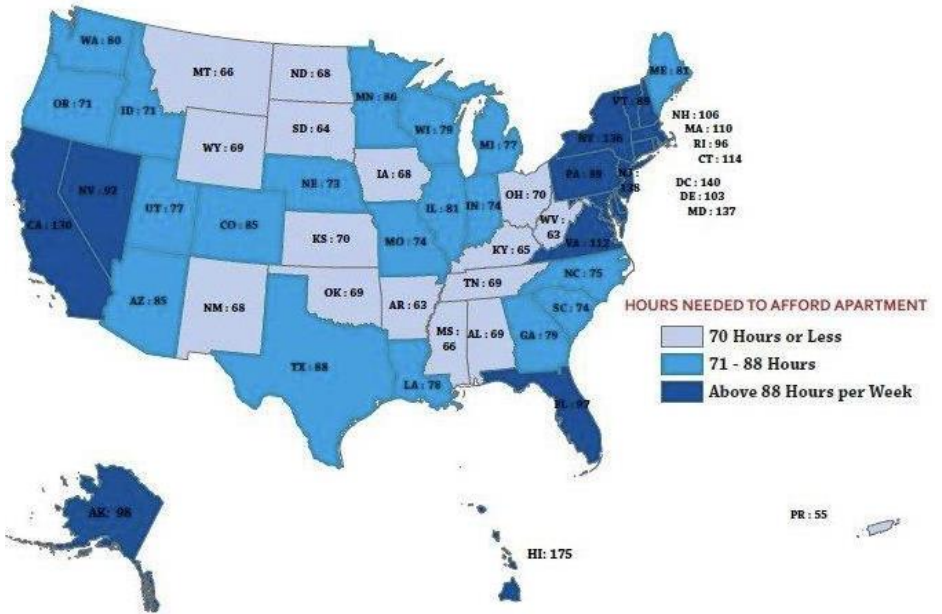 WA : 80
MT : 66
ND : 68
ME : 81
OR : 71
ID : 71
MN : 86
VT : 89
NH : 106
MA : 110
RI : 96
CT : 114
WY : 69
SD : 64
WI : 79
MI : 77
NY : 136
IA : 68
PA : 88
NJ :
138
DC : 140
DE : 103
MD : 137
NV : 92
NE : 73
OH : 70
CA : 130
UT : 77
CO : 85
IL : 81
IN : 74
WV :
63
VA : 112
KS : 70
MO : 74
KY : 65
NC : 75
TN : 69
AZ : 85
NM : 68
OK : 69
AR : 63
SC : 74
MS :
66
AL : 69
GA : 79
HOURS NEEDED TO AFFORD APARTMENT
70 Hours or Less
71 - 88 Hours
Above 88 Hours per Week
TX : 88
LA : 78
FL : 97
AK: 98
HI: 175
PR : 55